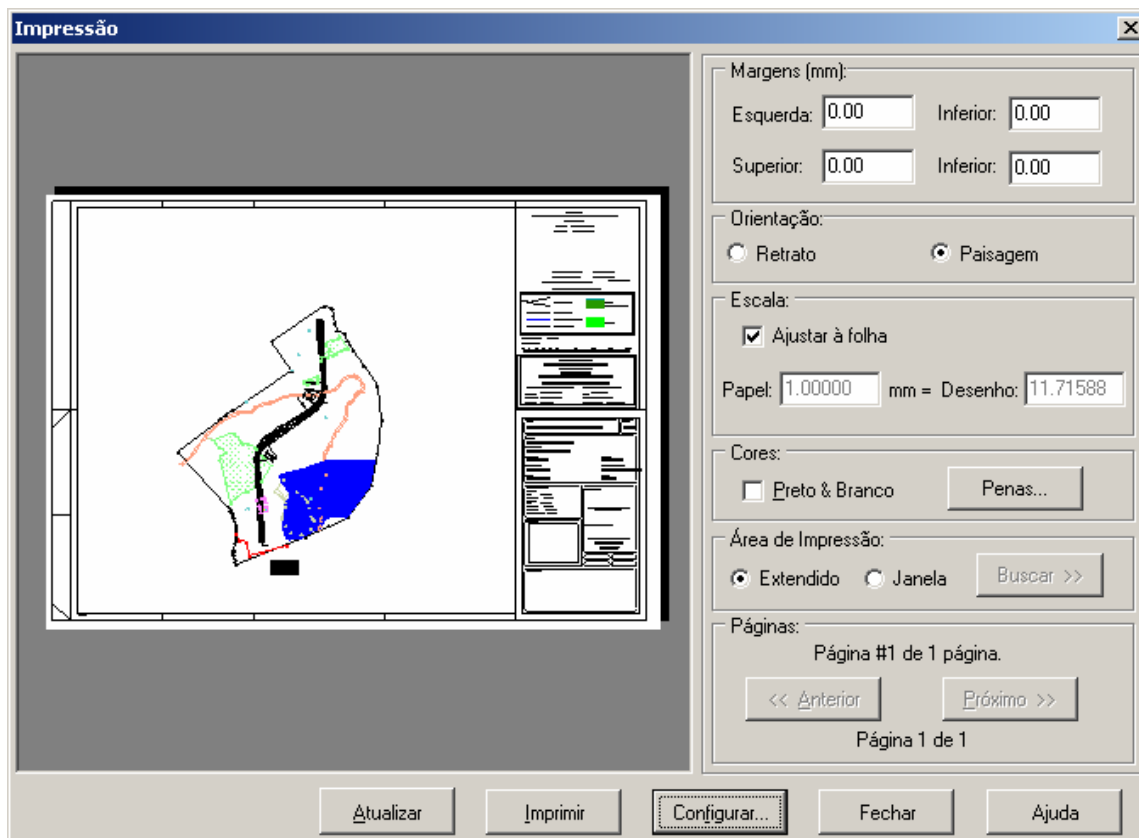 Impressão
Margens (mm):
Esquerda: 0.00 Inferior: 0.00
Superior: 0.00 Inferior: 0.00
Orientação:
Retrato Paisagem
Escala:
Ajustar à folha
Papel: 1.00000 mm = Desenho: 11.71588
Cores:
Preto & Branco Penas...
Área de Impressão:
Extendido Janela Buscar >>
Páginas:
Página #1 de 1 página.
<< Anterior Próximo >>
Página 1 de 1
Atualizar Imprimir Configurar... Fechar Ajuda